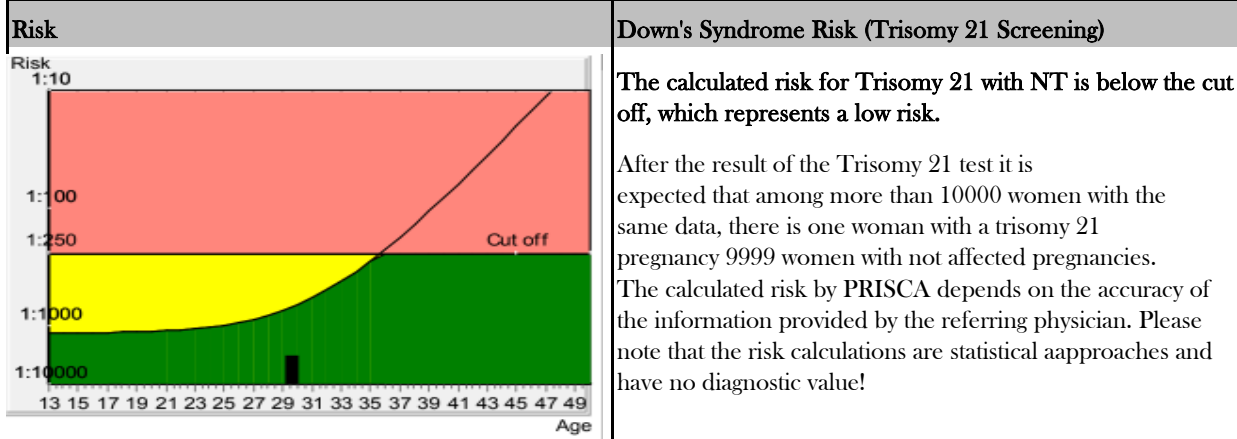 Risk
Down's Syndrome Risk (Trisomy 21 Screening)
Risk
1:10
1:100
1:250
Cut off
1:1000
1:10000
13 15 17 19 21 23 25 27 29 31 33 35 37 39 41 43 45 47 49
Age
The calculated risk for Trisomy 21 with NT is below the cut
off, which represents a low risk.
After the result of the Trisomy 21 test it is
expected that among more than 10000 women with the
same data, there is one woman with a trisomy 21
pregnancy 9999 women with not affected pregnancies.
The calculated risk by PRISCA depends on the accuracy of
the information provided by the referring physician. Please
note that the risk calculations are statistical aapproaches and
have no diagnostic value!